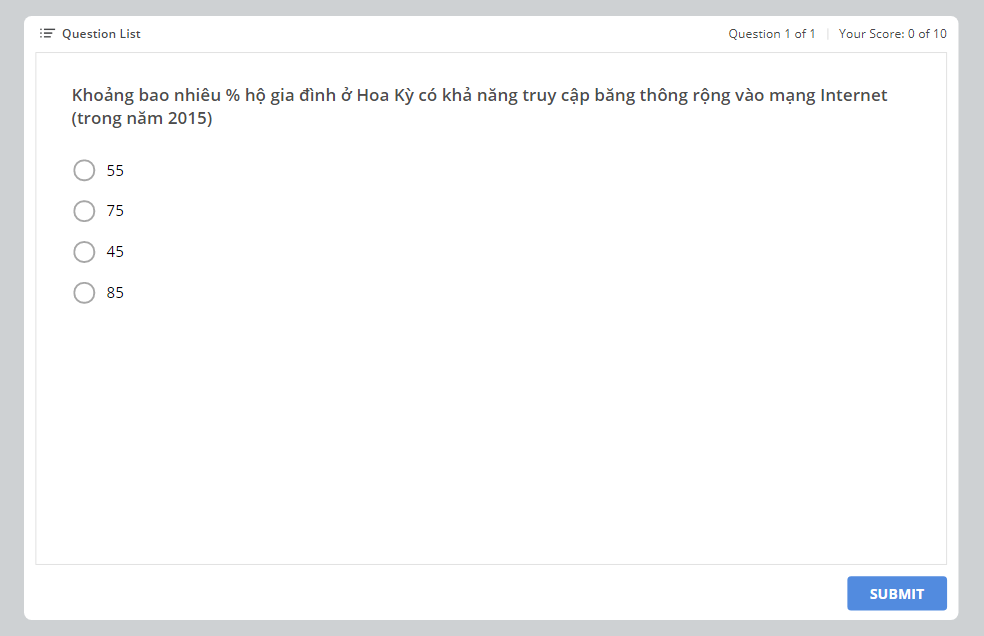 Question List
Question 1 of 1 | Your Score: 0 of 10
Khoảng bao nhiêu % hộ gia đình ở Hoa Kỳ có khả năng truy cập băng thông rộng vào mạng Internet
(trong năm 2015)
55
75
45
85
SUBMIT